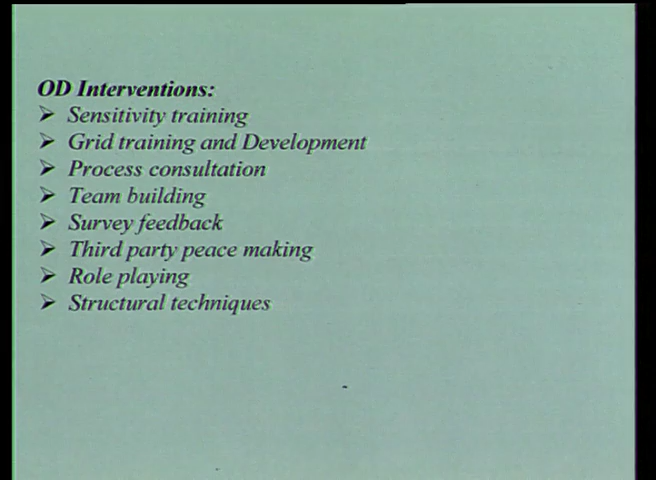 OD Interventions:
➢ Sensitivity training
➢ Grid training and Development
➢ Process consultation
➢ Team building
➢ Survey feedback
➢ Third party peace making
➢ Role playing
➢ Structural techniques